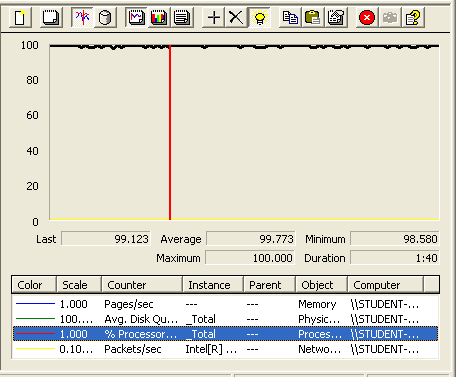 100
80
60
40
20
0
Last 99.123 Average 99.773 Minimum 98.580
Maximum 100.000 Duration 1:40
Color Scale Counter Instance Parent Object Computer
1.000 Pages/sec --- --- Memory \\STUDENT-...
100.... Avg. Disk Qu... _Total --- Physic... \\STUDENT-...
1.000 % Processor... _Total --- Proces... \\STUDENT-...
0.10... Packets/sec Intel[R] ... --- Netwo... \\STUDENT-...